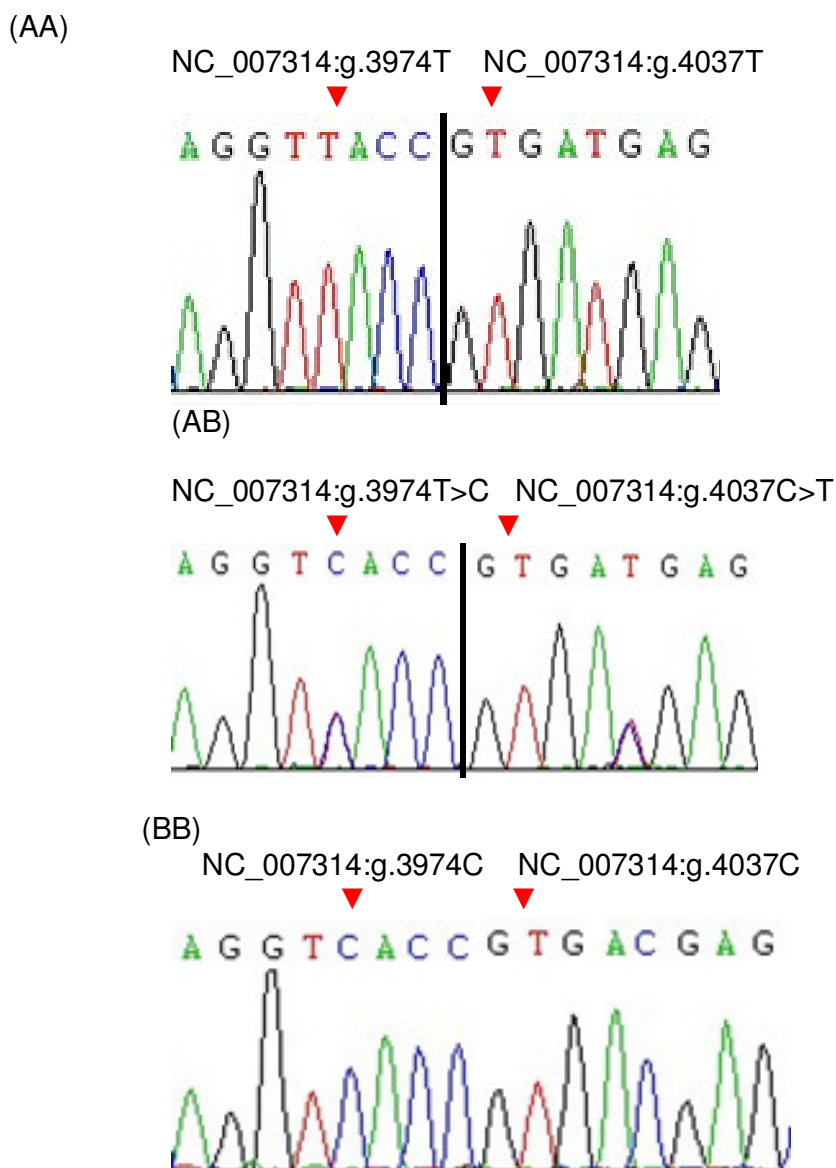 (AA)
NC_007314:g.3974T NC_007314:g.4037T
A G G T T A C C G T G A T G A G
(AB)
NC_007314:g.3974T>C NC_007314:g.4037C>T
A G G T C A C C G T G A T G A G
(BB)
NC_007314:g.3974C NC_007314:g.4037C
A G G T C A C C G T G A C G A G